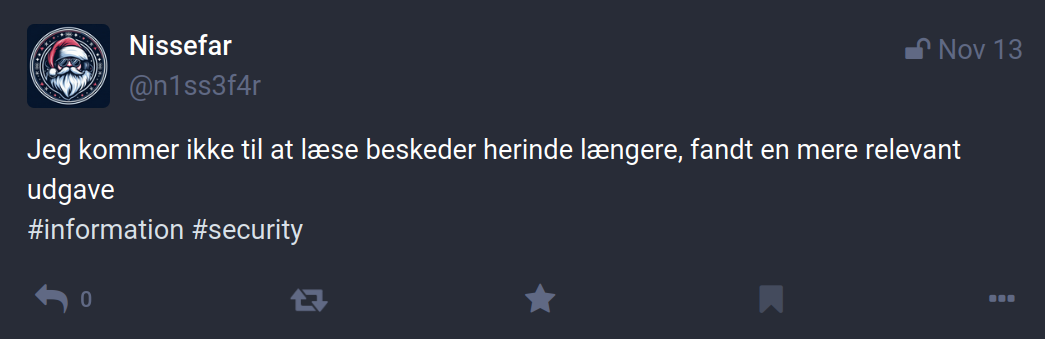 Nissefar
Nov 13
@n1ss3f4r
Jeg kommer ikke til at læse beskeder herinde længere, fandt en mere relevant
udgave
#information #security
0